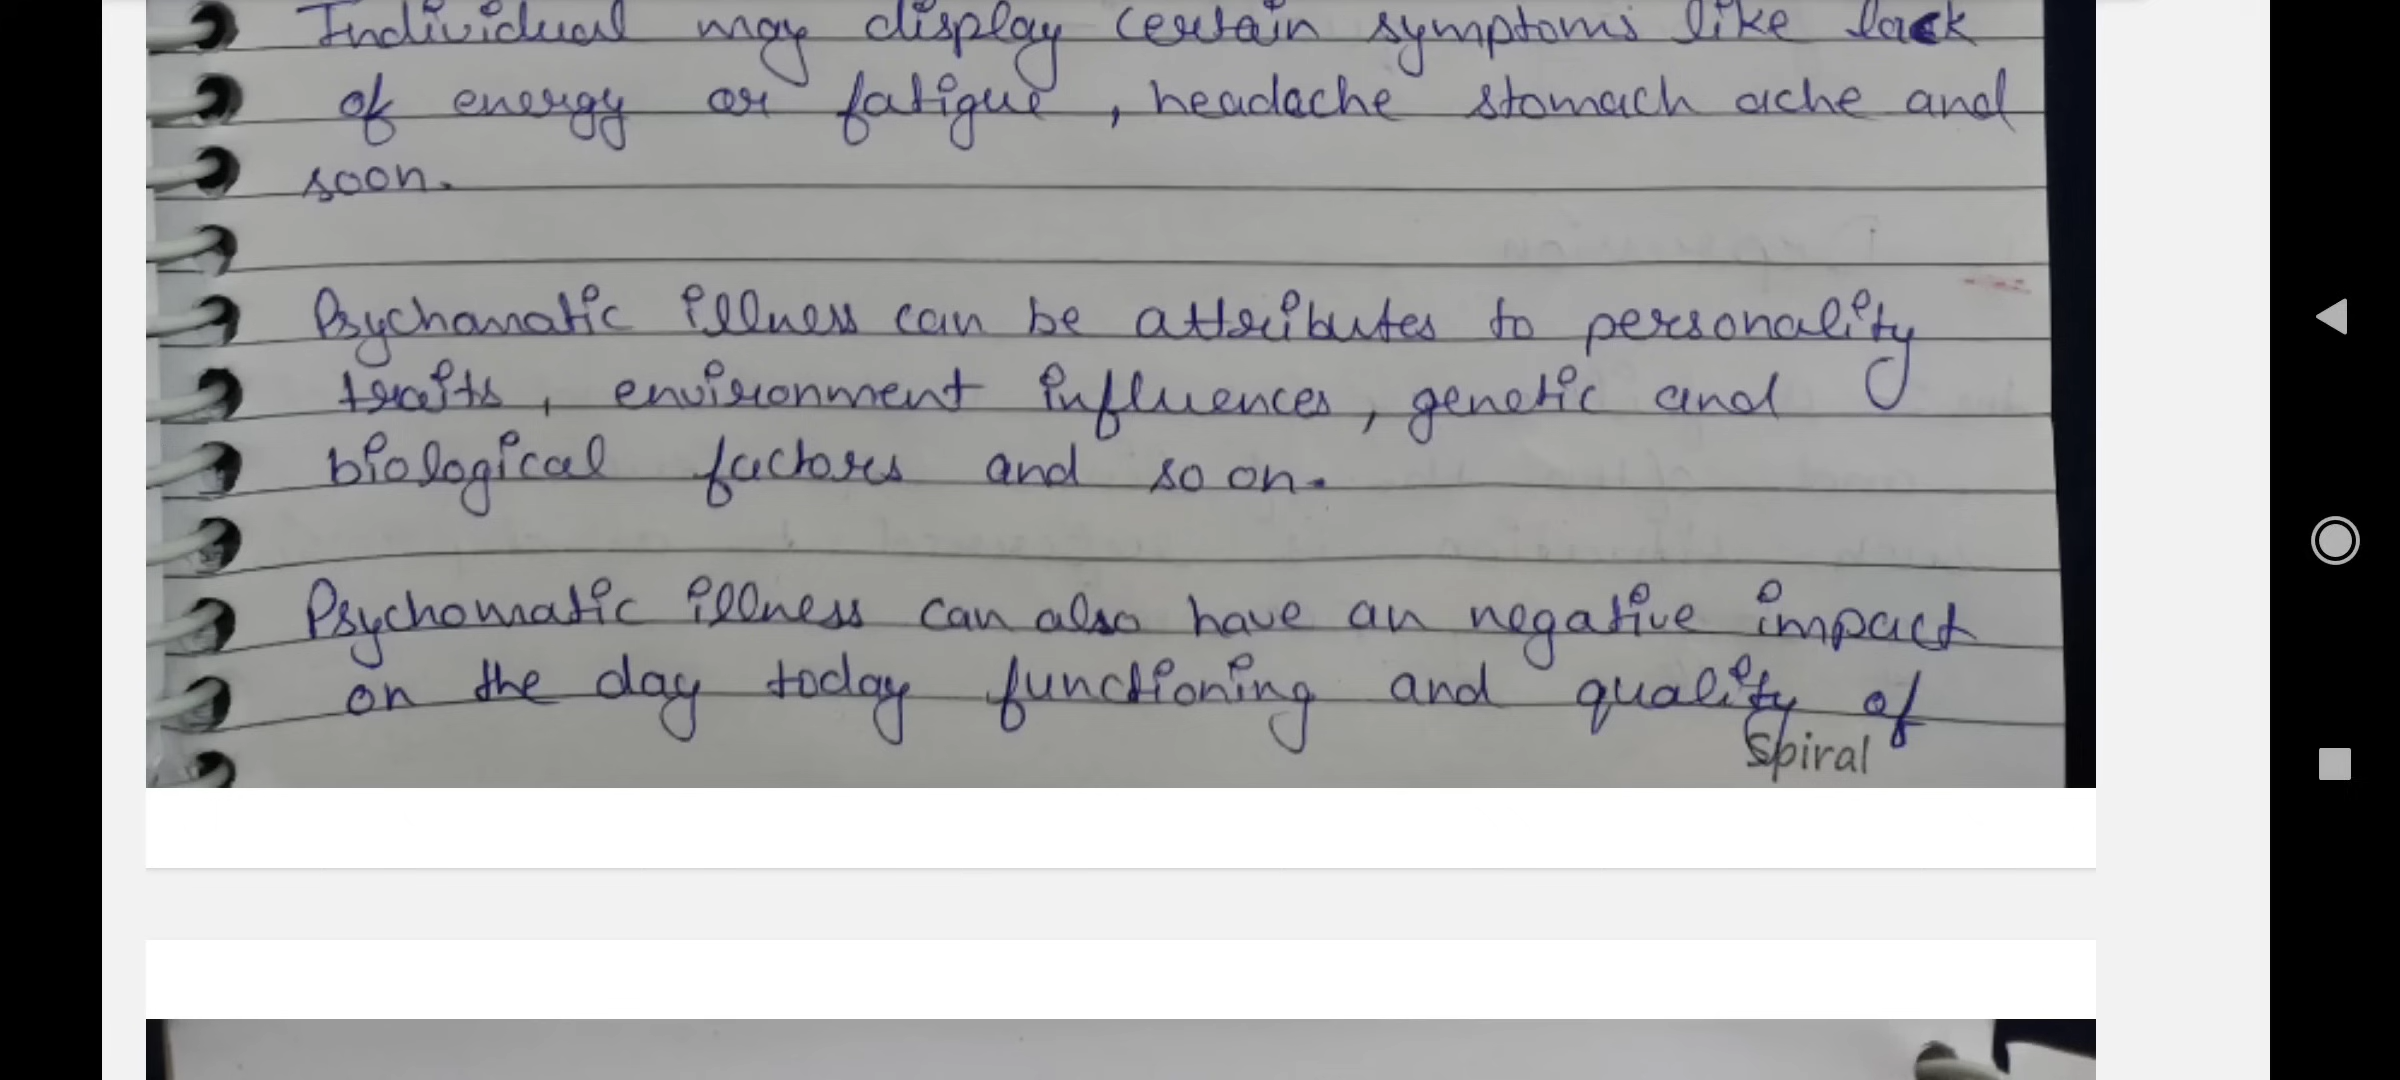 Individual may display certain symptoms like lack
of energy or fatigue, headache stomach ache and
soon.
Psychamatic illness can be attributes to personality
traits, environment influences, genetic and
biological factors and so on.
Psychomatic illness can also have an negative impact
on the day today functioning and quality of
Spiral